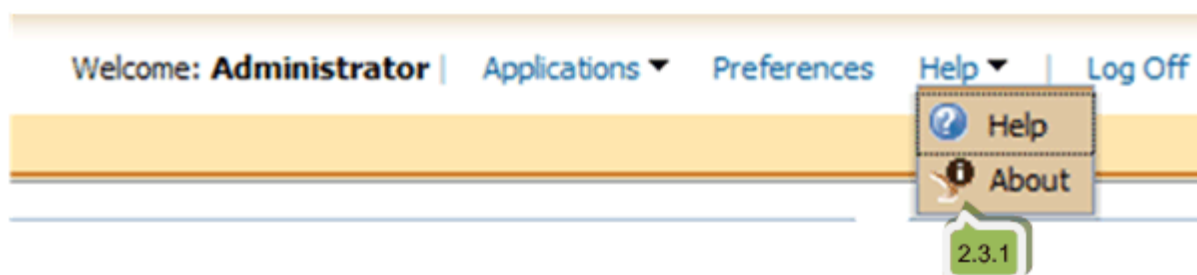 Welcome: Administrator | Applications ▼ Preferences Help ▼ | Log Off
Help
About
2.3.1